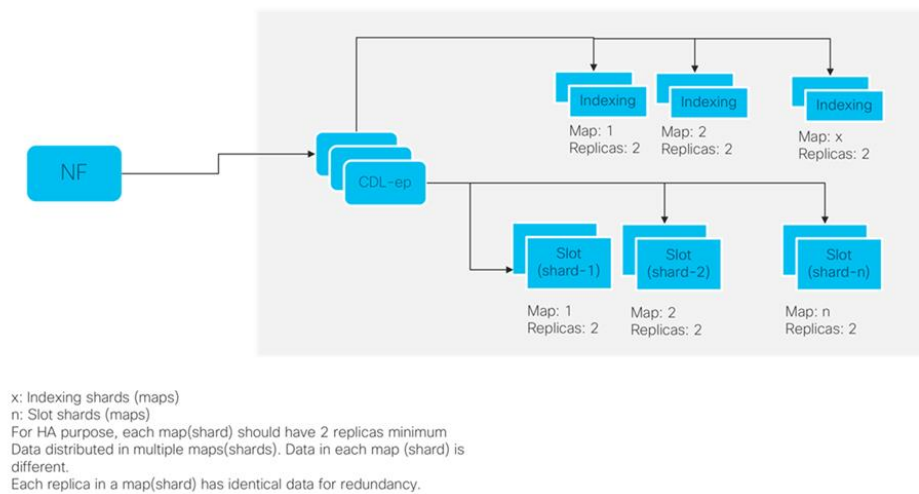 Indexing
Indexing
Indexing
Map: 1
Replicas: 2
Map: 2
Replicas: 2
Map: x
Replicas: 2
NF
CDL-ep
Slot
(shard-1)
Slot
(shard-2)
Slot
(shard-n)
Map: 1
Replicas: 2
Map: 2
Replicas: 2
Map: n
Replicas: 2
x: Indexing shards (maps)
n: Slot shards (maps)
For HA purpose, each map(shard) should have 2 replicas minimum
Data distributed in multiple maps(shards). Data in each map (shard) is
different.
Each replica in a map(shard) has identical data for redundancy.